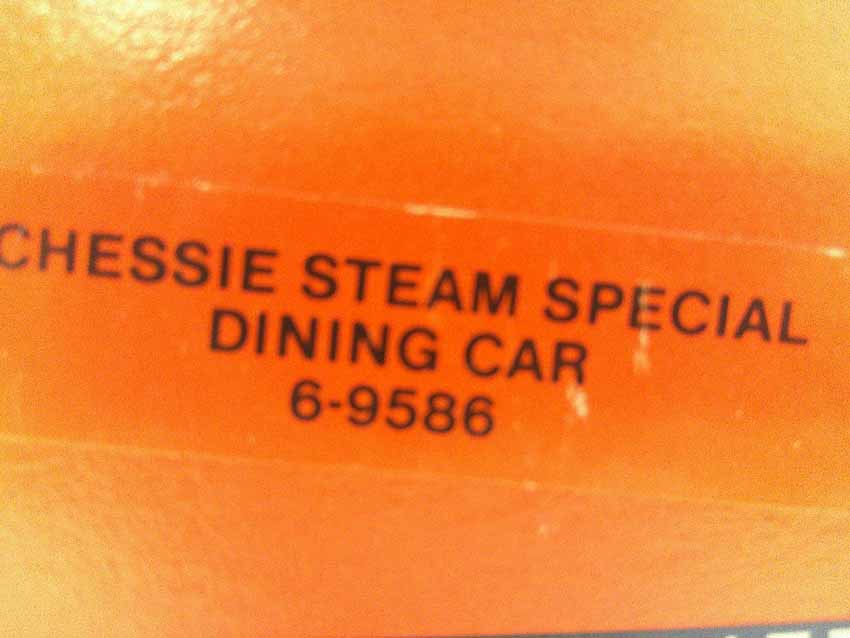 CHESSIE STEAM SPECIAL
DINING CAR
6-9586